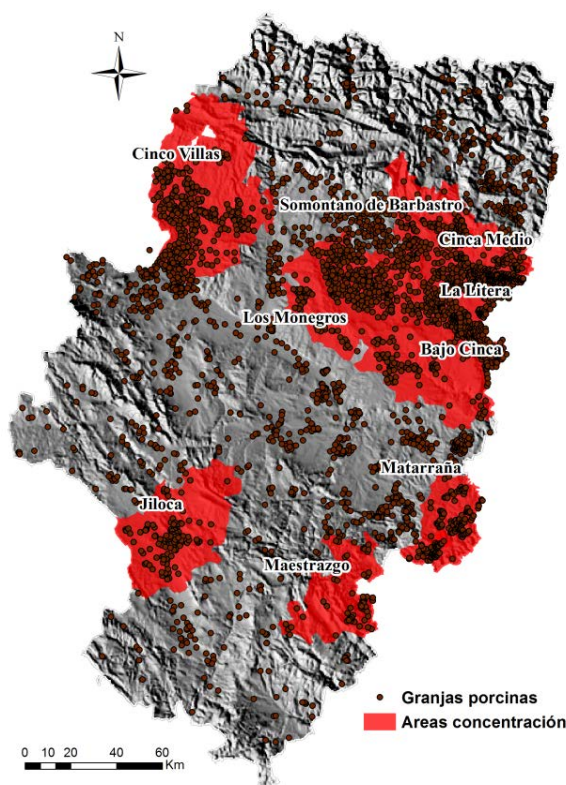 N
Cinco Villas
Somontano de Barbastro
Cinca Medio
La Litera
Los Monegros
Bajo Cinca
Matarraña
Jiloca
Maestrazgo
Granjas porcinas
Areas concentración
0 10 20 40 60
Km